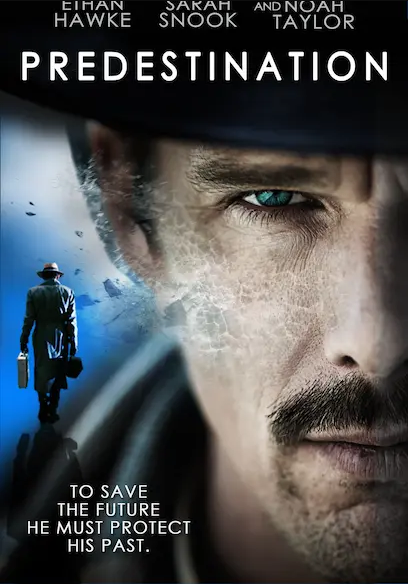 ETHAN SARAH AND NOAH
HAWKE SNOOK TAYLOR
PREDESTINATION
TO SAVE
THE FUTURE
HE MUST PROTECT
HIS PAST.